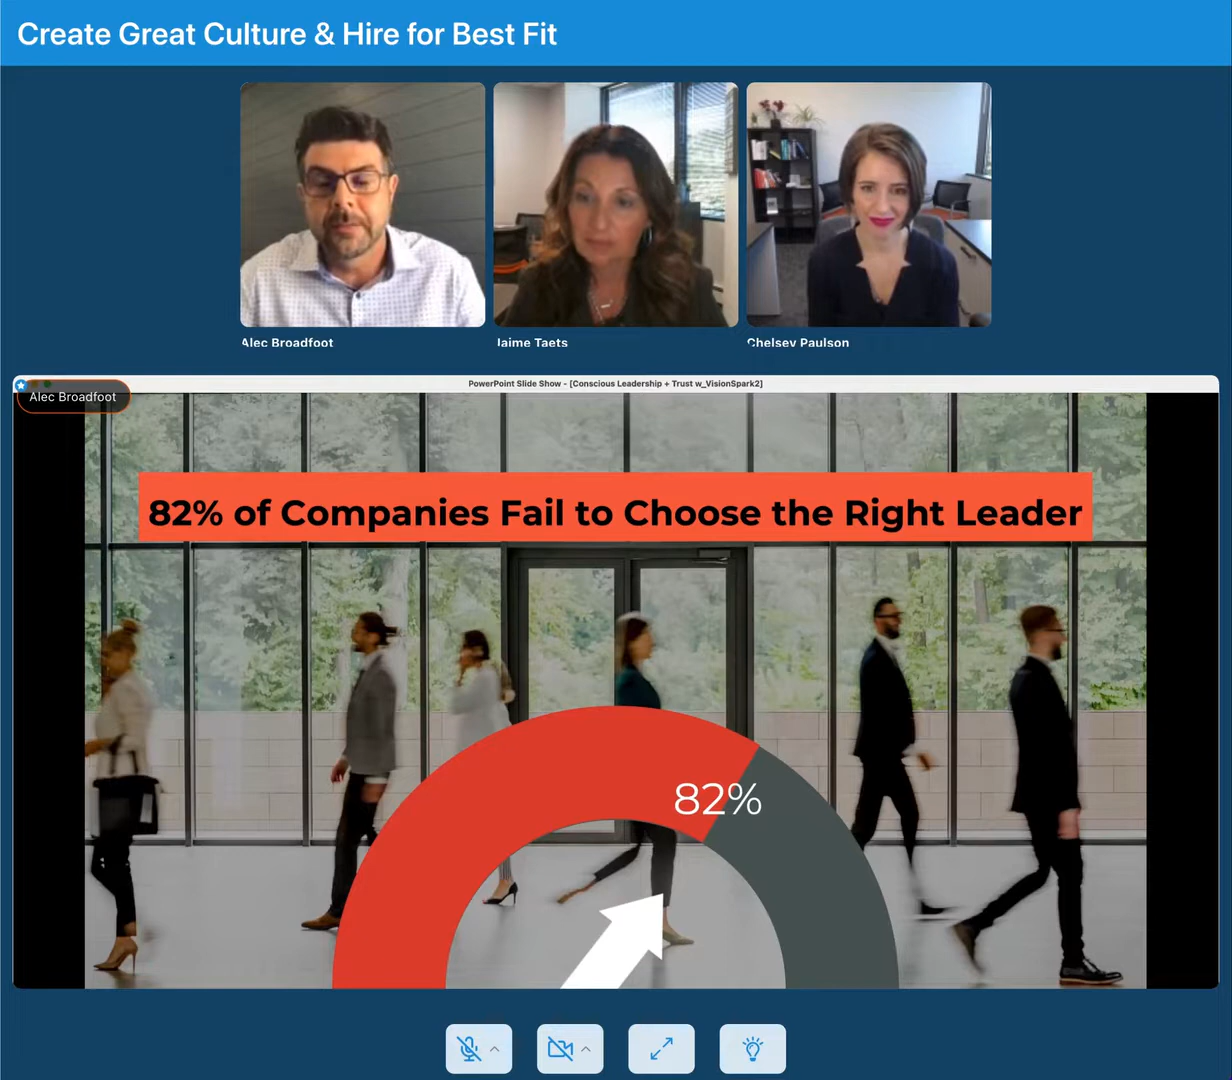 Create Great Culture & Hire for Best Fit
Alec Broadfoot
Jaime Taets
Chelsey Paulson
PowerPoint Slide Show - [Conscious Leadership + Trust w_VisionSpark2]
Alec Broadfoot
82% of Companies Fail to Choose the Right Leader
82%